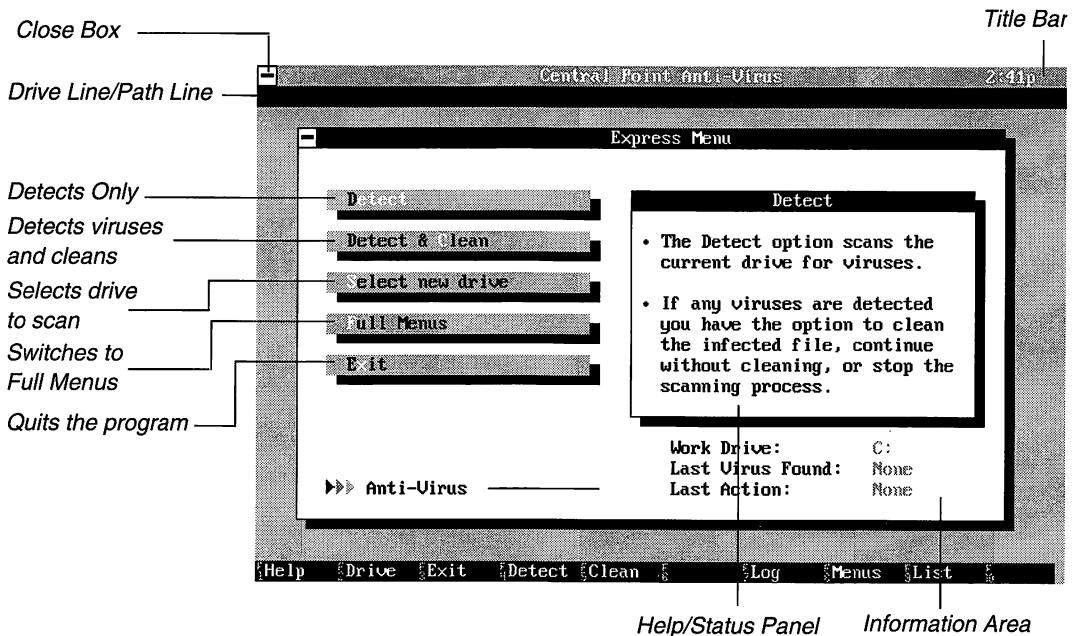 Close Box
Title Bar
Central Point Anti-Virus 2:41p
Drive Line/Path Line
Express Menu
Detects Only
Detect
Detects viruses
and cleans
Detect & Clean
Selects drive
to scan
Select new drive
Switches to
Full Menus
Full Menus
Quits the program
Exit
Detect
• The Detect option scans the
current drive for viruses.
• If any viruses are detected
you have the option to clean
the infected file, continue
without cleaning, or stop the
scanning process.
Work Drive: C:
Last Virus Found: None
Last Action: None
Anti-Virus
Help Drive Exit Detect Clean Log Menus List
Help/Status Panel
Information Area